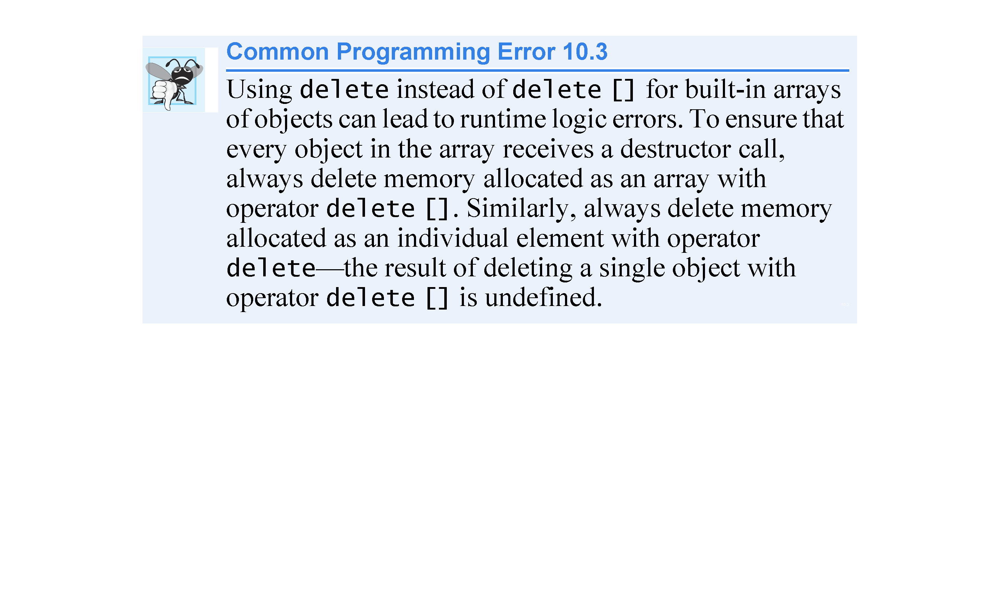 Common Programming Error 10.3
Using delete instead of delete [] for built-in arrays
of objects can lead to runtime logic errors. To ensure that
every object in the array receives a destructor call,
always delete memory allocated as an array with
operator delete []. Similarly, always delete memory
allocated as an individual element with operator
delete—the result of deleting a single object with
operator delete [] is undefined.
10.3